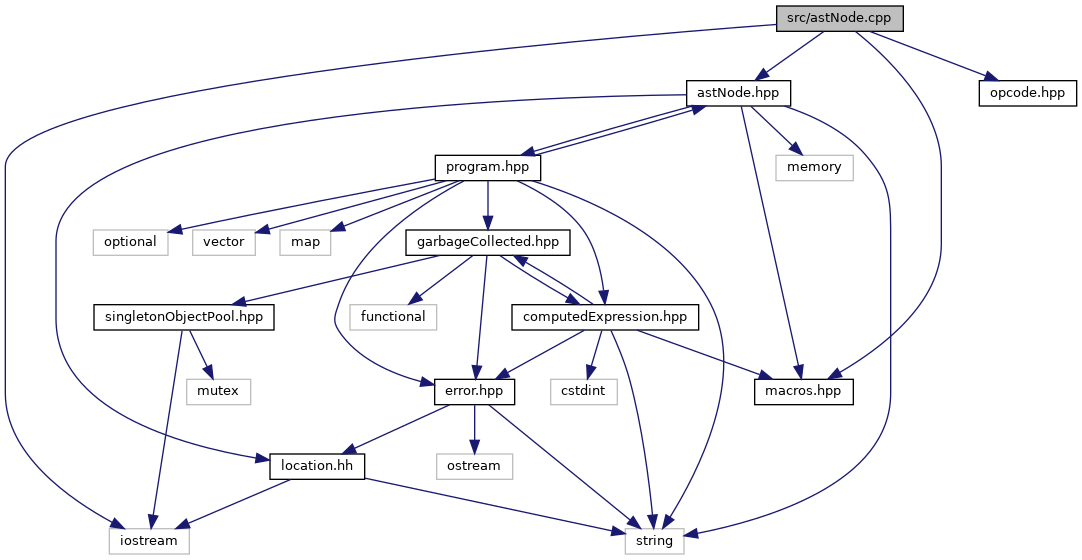 src/astNode.cpp
astNode.hpp
opcode.hpp
program.hpp
memory
optional
vector
map
garbageCollected.hpp
singletonObjectPool.hpp
functional
computedExpression.hpp
mutex
error.hpp
cstdint
macros.hpp
location.hh
ostream
iostream
string